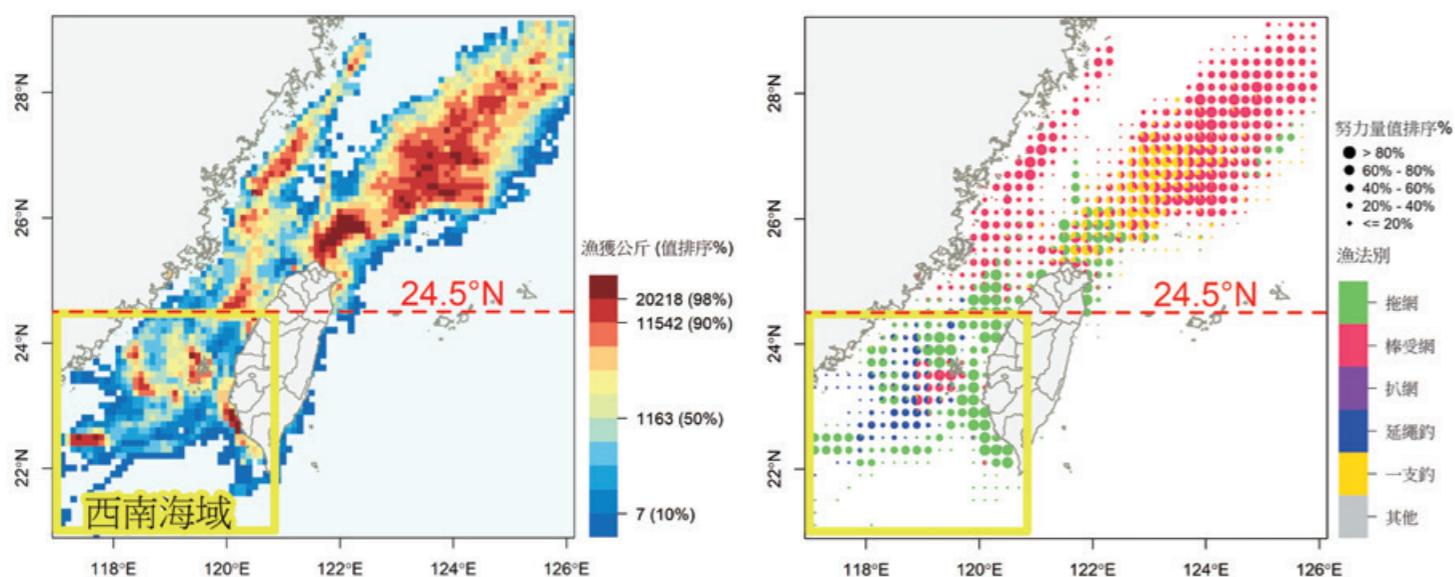 28°N
26°N
24°N
22°N
118°E
120°E
122°E
124°E
126°E
24.5°N
西南海域
漁獲公斤 (值排序%)
20218 (98%)
11542 (90%)
1163 (50%)
7 (10%)
28°N
26°N
24°N
22°N
118°E
120°E
122°E
124°E
126°E
24.5°N
努力量值排序%
> 80%
60% - 80%
40% - 60%
20% - 40%
<= 20%
漁法別
拖網
棒受網
扒網
延繩釣
一支釣
其他